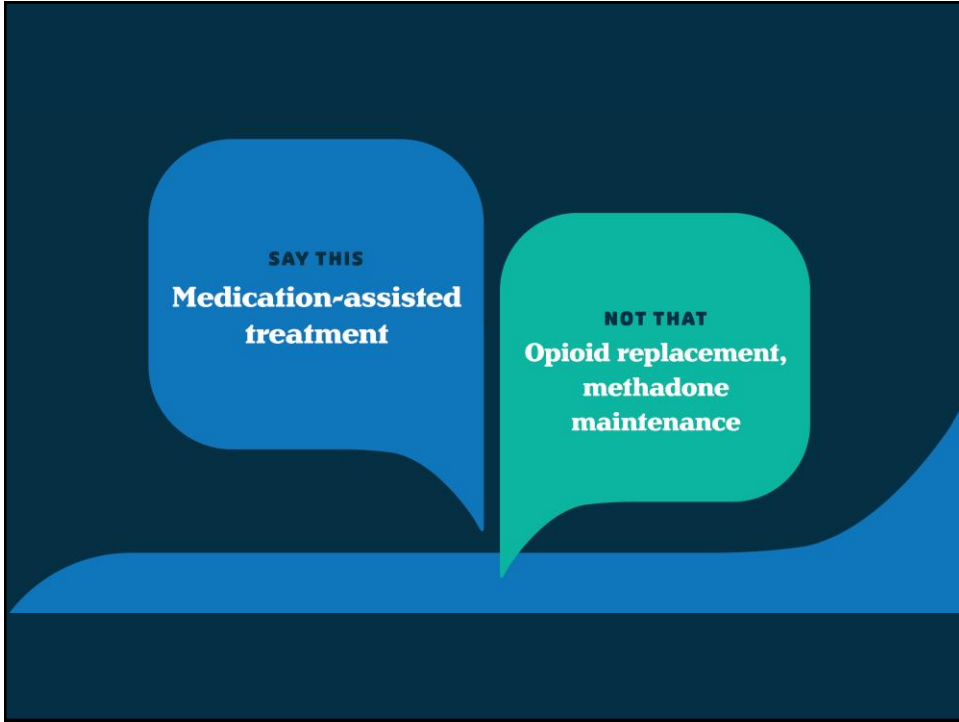 SAY THIS
Medication-assisted
treatment
NOT THAT
Opioid replacement,
methadone
maintenance